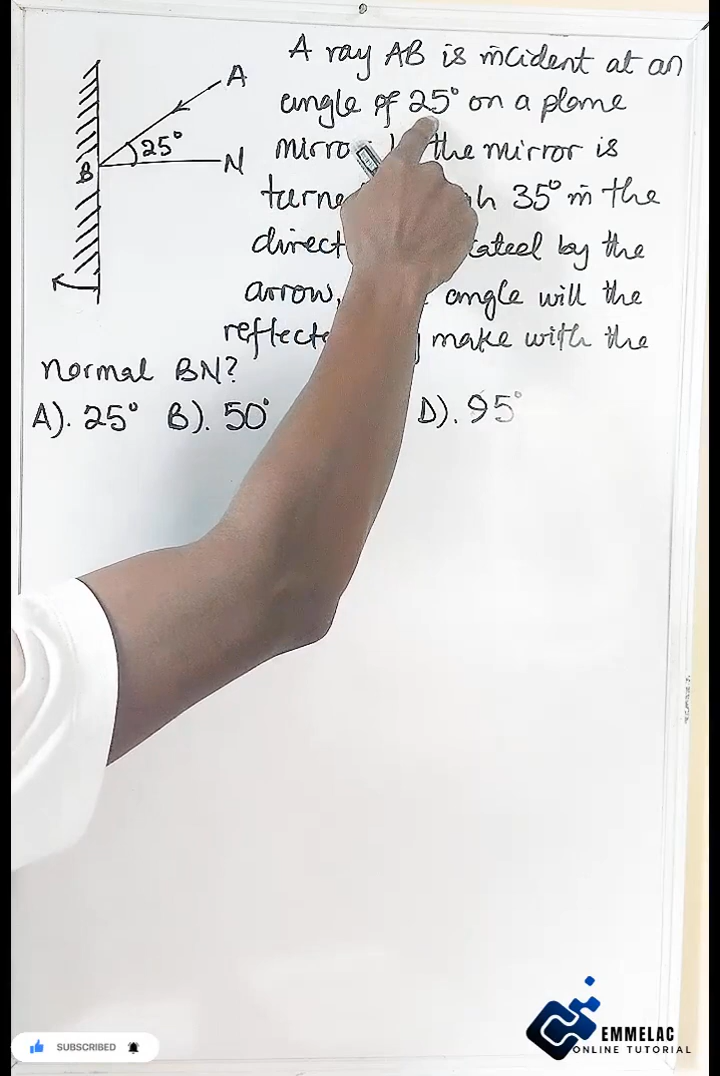 A ray AB is incident at an
angle of 25° on a plane
mirro the mirror is
turne 35° in the
direct by the
arrow, angle will the
reflecte make with the
normal BN?
A). 25° B). 50° D). 95°
A
25°
B
N
SUBSCRIBED
EMMELAC
ONLINE TUTORIAL